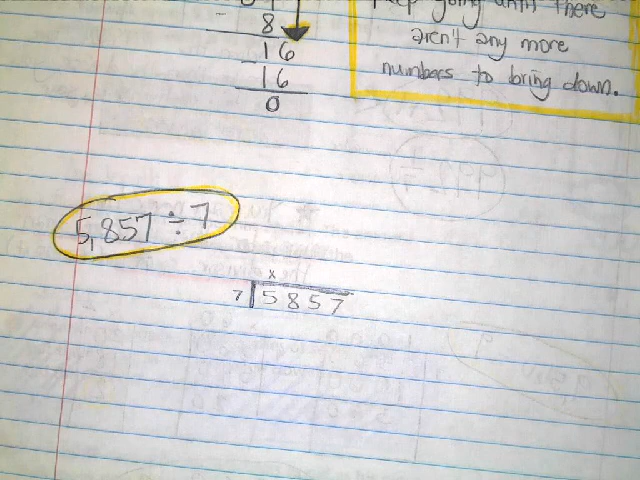 keep going until there
- 8
aren't any more
16
numbers to bring down.
- 16
0
5,857 ÷ 7
x
7 5857